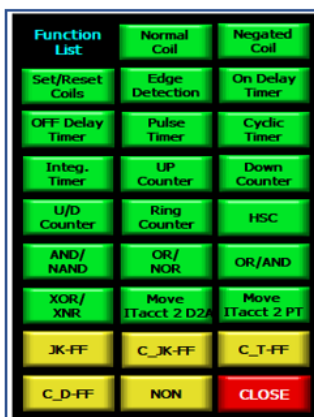 Function
List
Normal
Coil
Negated
Coil
Set/Reset
Coils
Edge
Detection
On Delay
Timer
OFF Delay
Timer
Pulse
Timer
Cyclic
Timer
Integ.
Timer
UP
Counter
Down
Counter
U/D
Counter
Ring
Counter
HSC
AND/
NAND
OR/
NOR
OR/AND
XOR/
XNR
Move
ITacct 2 D2A
Move
ITacct 2 PT
JK-FF
C_JK-FF
C_T-FF
C_D-FF
NON
CLOSE